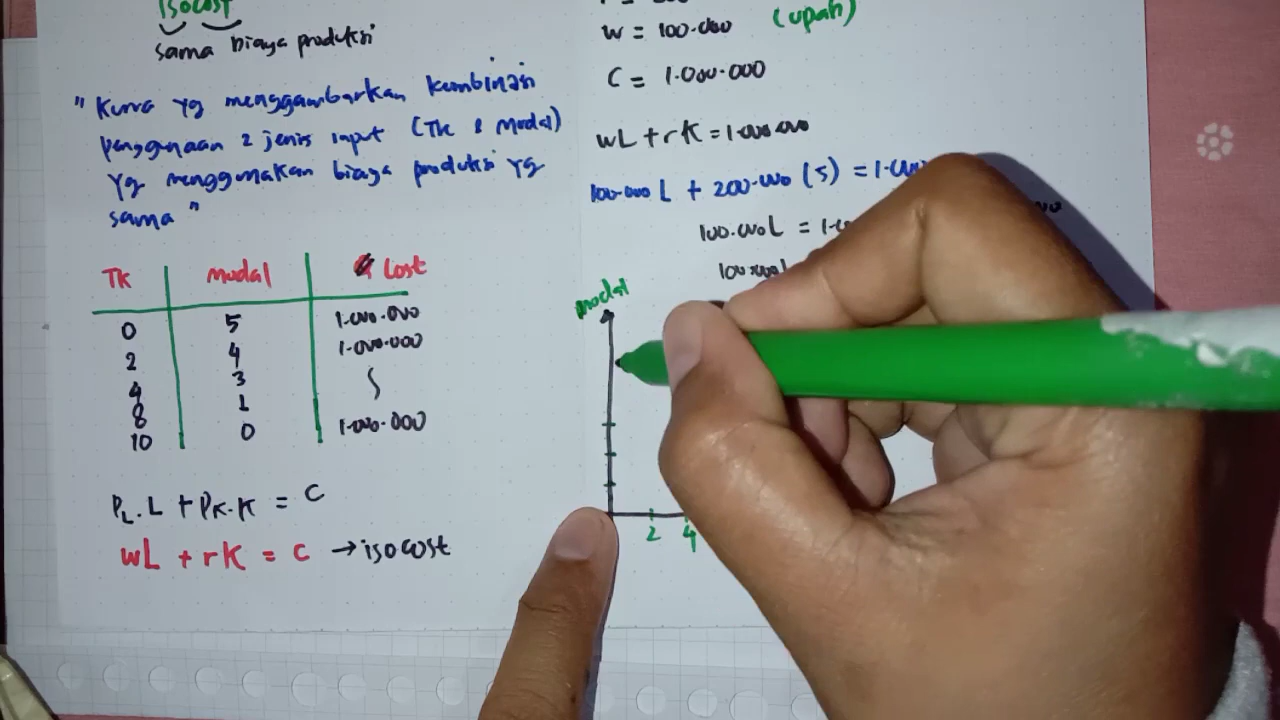 isocost
sama biaya produksi
" Kurva yg menggambarkan kombinasi
penggunaan 2 jenis input (TK & Modal)
yg menggunakan biaya produksi yg
sama "
TK modal Cost
0 5 1.000.000
2 4 1.000.000
4 3
8 1
10 0 1.000.000
PL.L + PK.K = C
wL + rK = C → isocost
W = 100.000 (upah)
C = 1.000.000
wL + rK = 1.000.000
100.000 L + 200.000 (5) = 1.000
100.000L =
100.000L
modal
2 4